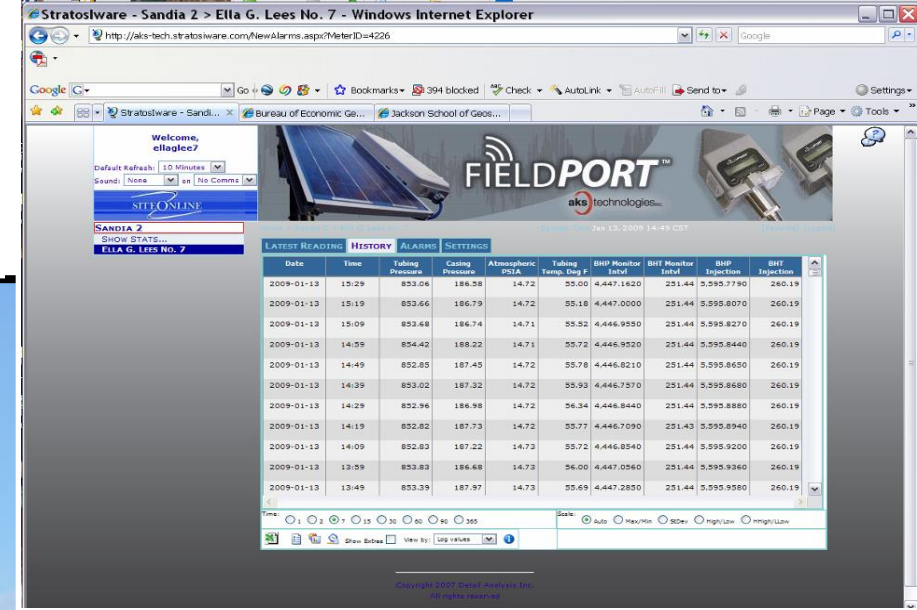 StratosIware - Sandia 2 > Ella G. Lees No. 7 - Windows Internet Explorer
http://aks-tech.stratosiware.com/NewAlarms.aspx?MeterID=4226
Google
Google G Go Bookmarks 394 blocked ABC Check AutoLink AutoFill Send to Settings
StratosIware - Sandi... Bureau of Economic Ge... Jackson School of Geos... Page Tools
Welcome,
ellaglee7
Default Refresh: 10 Minutes
Sound: None on No Comms
SITEONLINE
SANDIA 2
SHOW STATS...
ELLA G. LEES NO. 7
FIELDPORT™
aks technologies
Jan 13, 2009 14:49 CST
LATEST READING HISTORY ALARMS SETTINGS
Date Time Tubing Pressure Casing Pressure Atmospheric PSIA Tubing Temp. Deg F BHP Monitor Intvl BHT Monitor Intvl BHP Injection BHT Injection
2009-01-13 15:29 853.06 186.58 14.72 55.00 4,447.1620 251.44 5,595.7790 260.19
2009-01-13 15:19 853.66 186.79 14.72 55.18 4,447.0000 251.44 5,595.8070 260.19
2009-01-13 15:09 853.68 186.74 14.71 55.52 4,446.9550 251.44 5,595.8270 260.19
2009-01-13 14:59 854.42 188.22 14.71 55.72 4,446.9520 251.44 5,595.8440 260.19
2009-01-13 14:49 852.85 187.45 14.72 55.78 4,446.8210 251.44 5,595.8650 260.19
2009-01-13 14:39 853.02 187.32 14.72 55.93 4,446.7570 251.44 5,595.8680 260.19
2009-01-13 14:29 852.96 186.98 14.72 56.34 4,446.8440 251.44 5,595.8880 260.19
2009-01-13 14:19 852.82 187.73 14.72 55.77 4,446.7090 251.43 5,595.8940 260.19
2009-01-13 14:09 852.83 187.22 14.73 55.72 4,446.8540 251.44 5,595.9200 260.19
2009-01-13 13:59 853.83 186.68 14.73 56.00 4,447.0560 251.44 5,595.9360 260.19
2009-01-13 13:49 853.39 187.97 14.73 55.69 4,447.2850 251.44 5,595.9580 260.19
Time: 1 2 7 15 30 60 90 365 Scale: Auto Max/Min StDev High/Low HHigh/LLow
Show Extras View by: Log values
Copyright 2007 Detail Analysis Inc.
All rights reserved